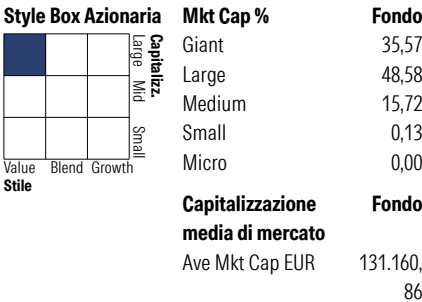 Style Box Azionaria
Capitalizz.
Large
Mid
Small
Value Blend Growth
Stile
Mkt Cap % Fondo
Giant 35,57
Large 48,58
Medium 15,72
Small 0,13
Micro 0,00
Capitalizzazione Fondo
media di mercato
Ave Mkt Cap EUR 131.160,
86